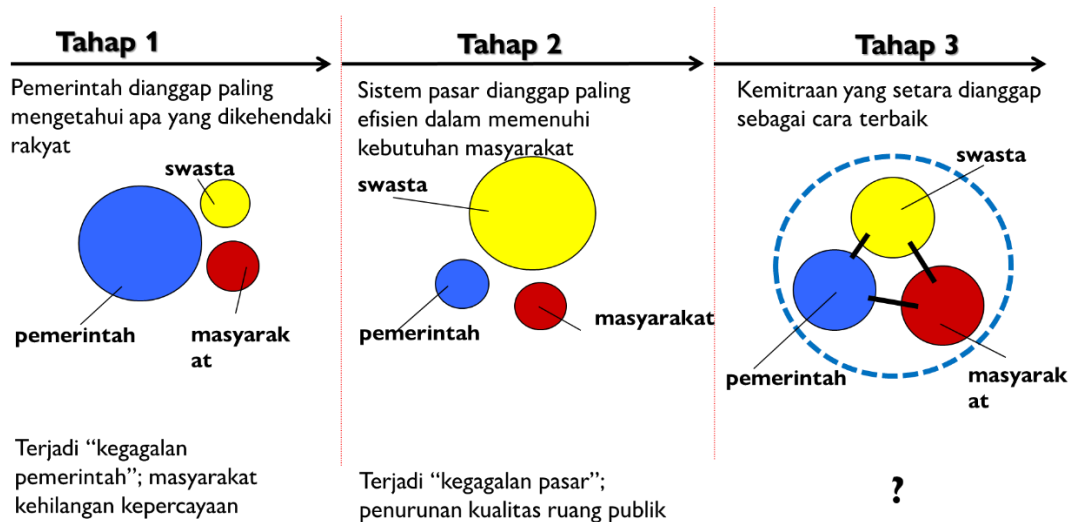 Tahap 1
Pemerintah dianggap paling
mengetahui apa yang dikehendaki
rakyat
swasta
pemerintah
masyarak
at
Terjadi “kegagalan
pemerintah”; masyarakat
kehilangan kepercayaan
Tahap 2
Sistem pasar dianggap paling
efisien dalam memenuhi
kebutuhan masyarakat
swasta
pemerintah
masyarakat
Terjadi “kegagalan pasar”;
penurunan kualitas ruang publik
Tahap 3
Kemitraan yang setara dianggap
sebagai cara terbaik
swasta
pemerintah
masyarak
at
?